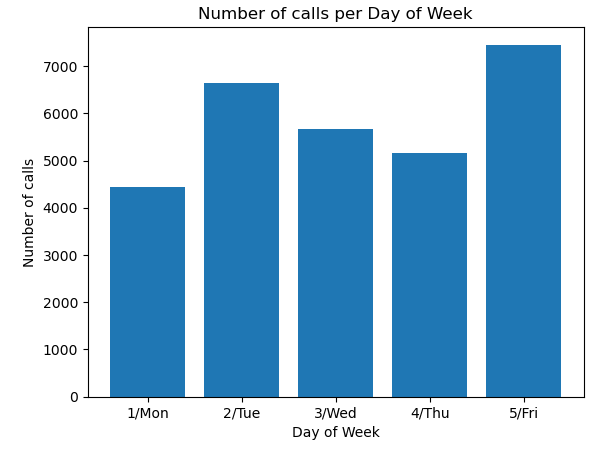 Number of calls per Day of Week
Number of calls
7000
6000
5000
4000
3000
2000
1000
0
1/Mon 2/Tue 3/Wed 4/Thu 5/Fri
Day of Week